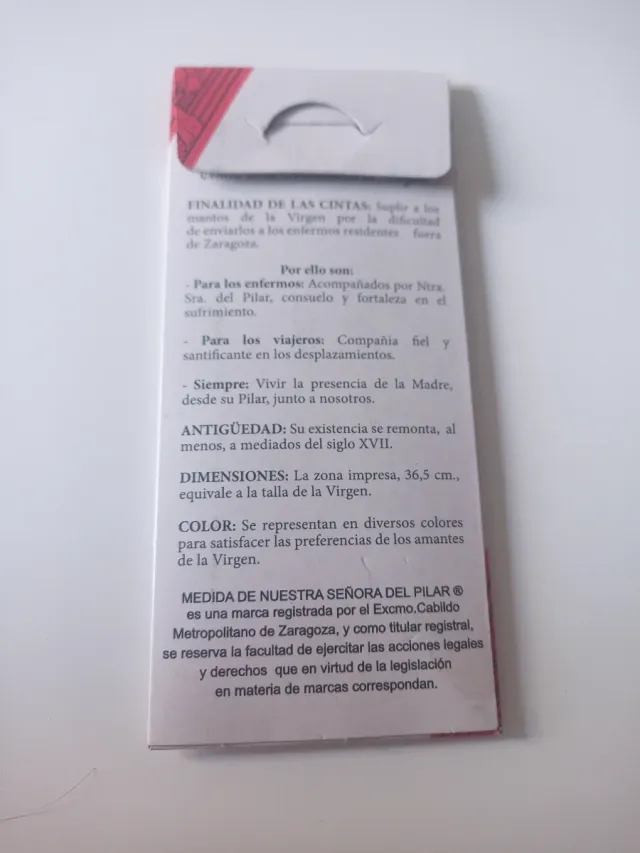 FINALIDAD DE LAS CINTAS: Suplir a los
mantos de la Virgen por la dificultad
de enviarlos a los enfermos residentes fuera
de Zaragoza.
Por ello son:
- Para los enfermos: Acompañados por Ntra.
Sra. del Pilar, consuelo y fortaleza en el
sufrimiento.
- Para los viajeros: Compañia fiel y
santificante en los desplazamientos.
- Siempre: Vivir la presencia de la Madre,
desde su Pilar, junto a nosotros.
ANTIGÜEDAD: Su existencia se remonta, al
menos, a mediados del siglo XVII.
DIMENSIONES: La zona impresa, 36,5 cm.,
equivale a la talla de la Virgen.
COLOR: Se representan en diversos colores
para satisfacer las preferencias de los amantes
de la Virgen.
MEDIDA DE NUESTRA SEÑORA DEL PILAR ®
es una marca registrada por el Excmo.Cabildo
Metropolitano de Zaragoza, y como titular registral,
se reserva la facultad de ejercitar las acciones legales
y derechos que en virtud de la legislación
en materia de marcas correspondan.